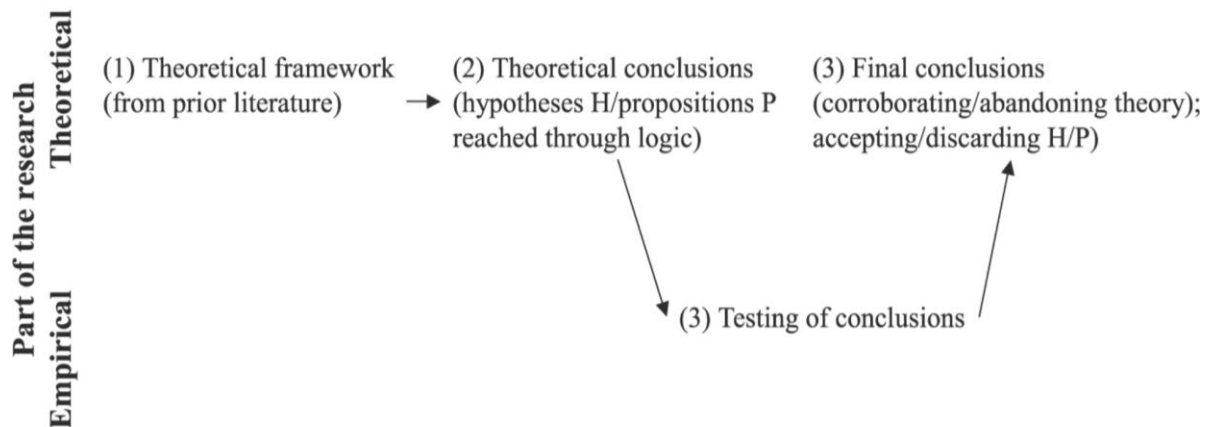 Part of the research
Theoretical
Empirical
(1) Theoretical framework
(from prior literature)
(2) Theoretical conclusions
(hypotheses H/propositions P
reached through logic)
(3) Final conclusions
(corroborating/abandoning theory);
accepting/discarding H/P)
(3) Testing of conclusions